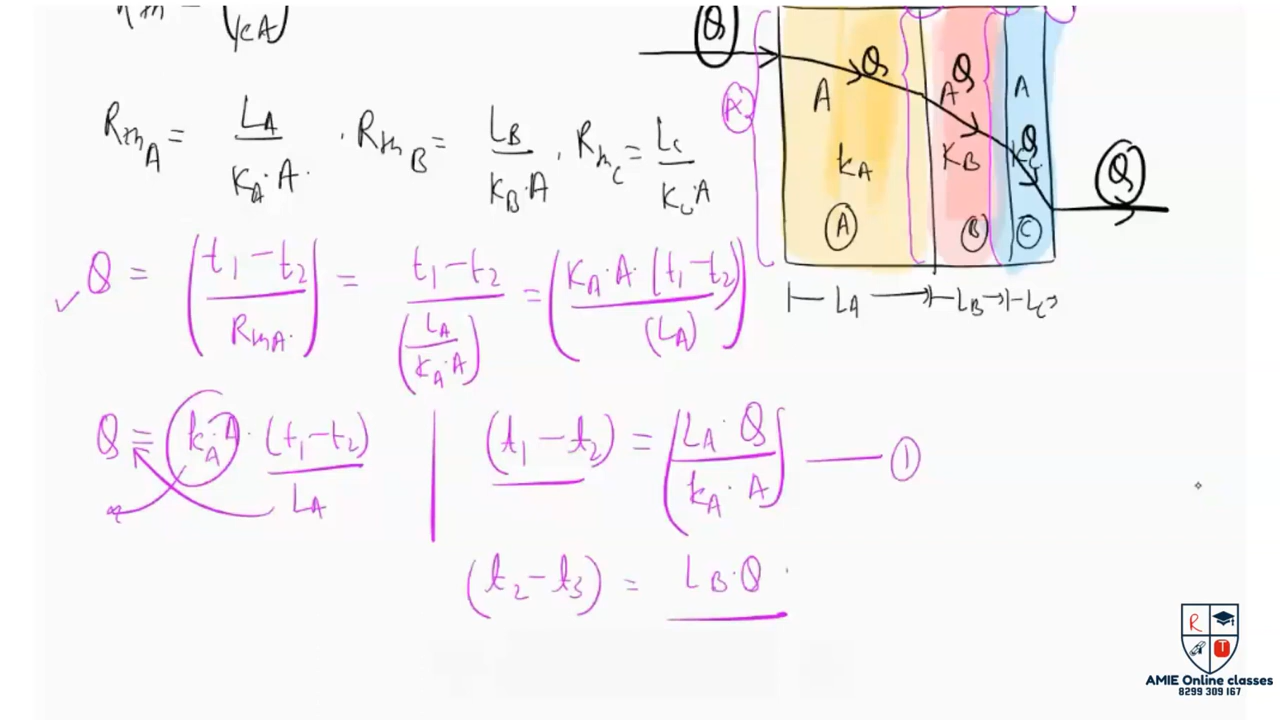 R_th = (L/KA)
Q
R_thA = L_A/(K_A·A) . R_thB = L_B/(K_B·A) . R_thC = L_C/(K_C·A)
A A A
K_A K_B K_C
Q Q Q Q
A B C
L_A L_B L_C
Q = (t1 - t2 / R_thA) = t1 - t2 / (L_A/(K_A·A)) = (K_A·A·(t1 - t2) / (L_A))
Q = K_A·A·(t1 - t2) / L_A
(t1 - t2) = (L_A·Q / K_A·A) — 1
(t2 - t3) = L_B·Q
R T
AMIE Online classes
8299 309 167